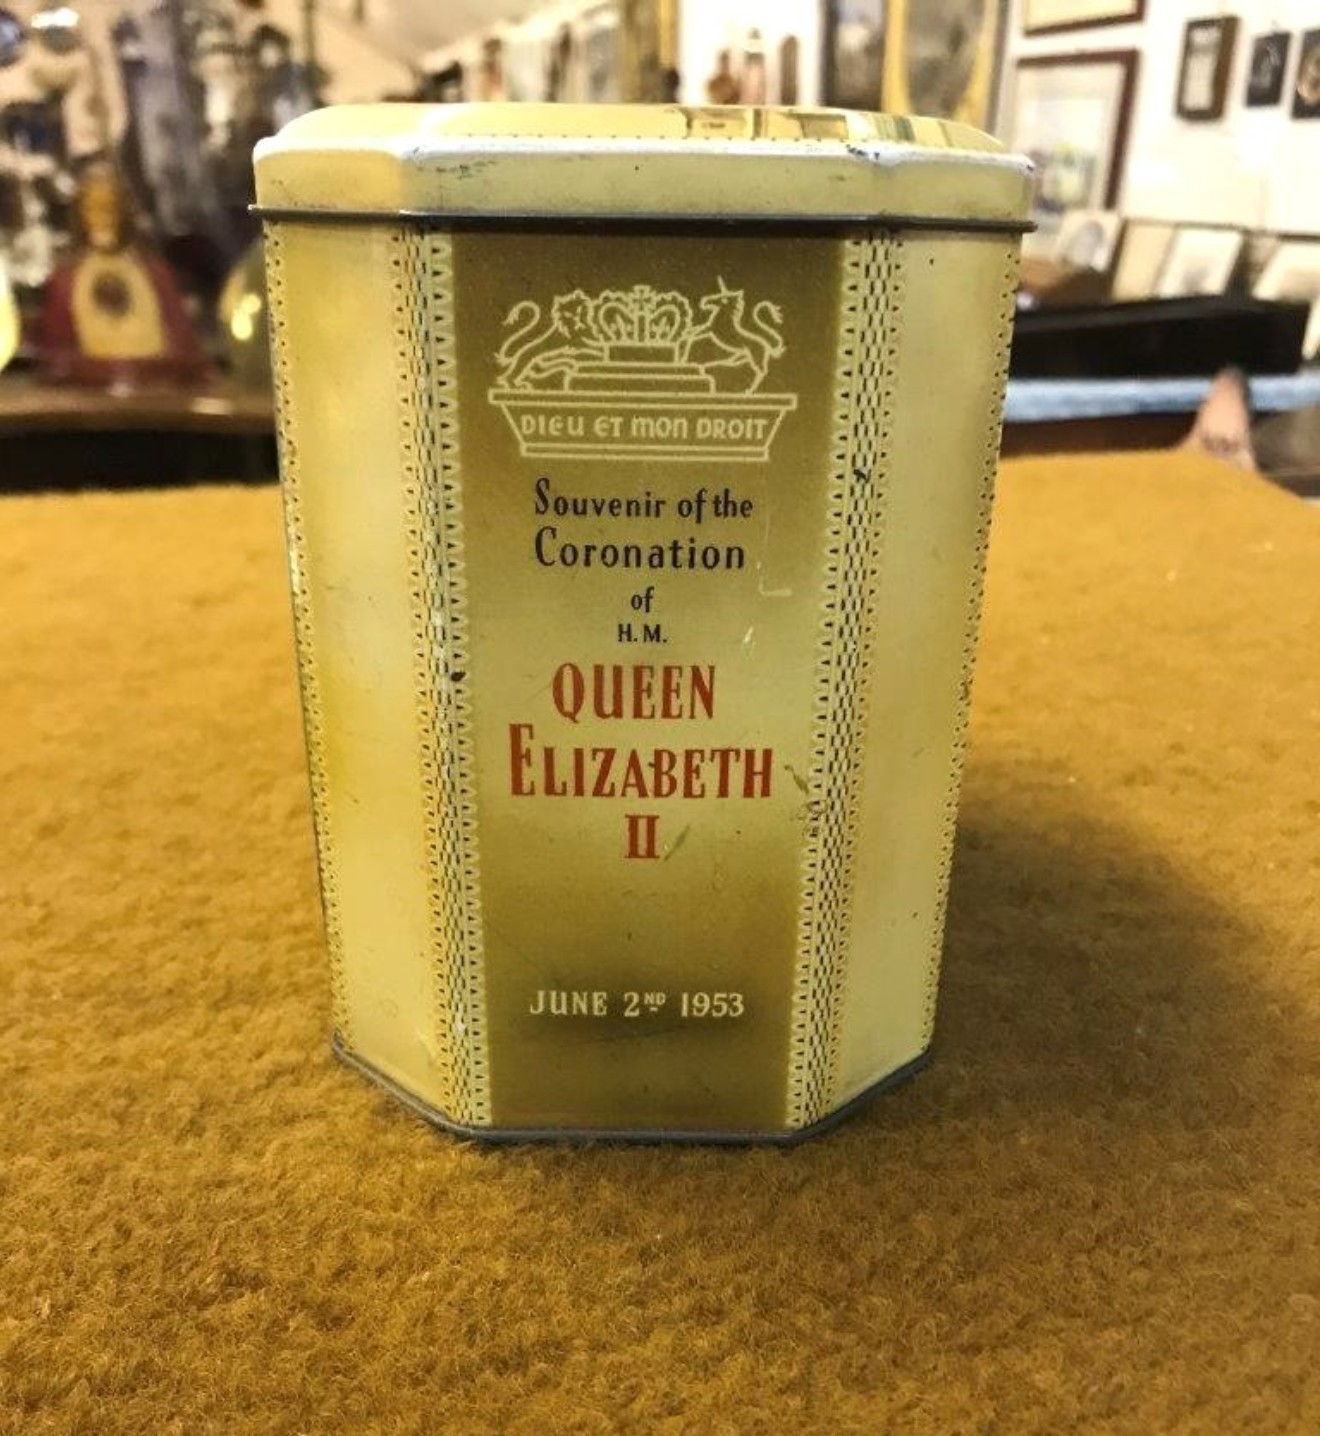 DIEU ET MON DROIT
Souvenir of the
Coronation
of
H.M.
QUEEN
ELIZABETH
II
JUNE 2ND 1953